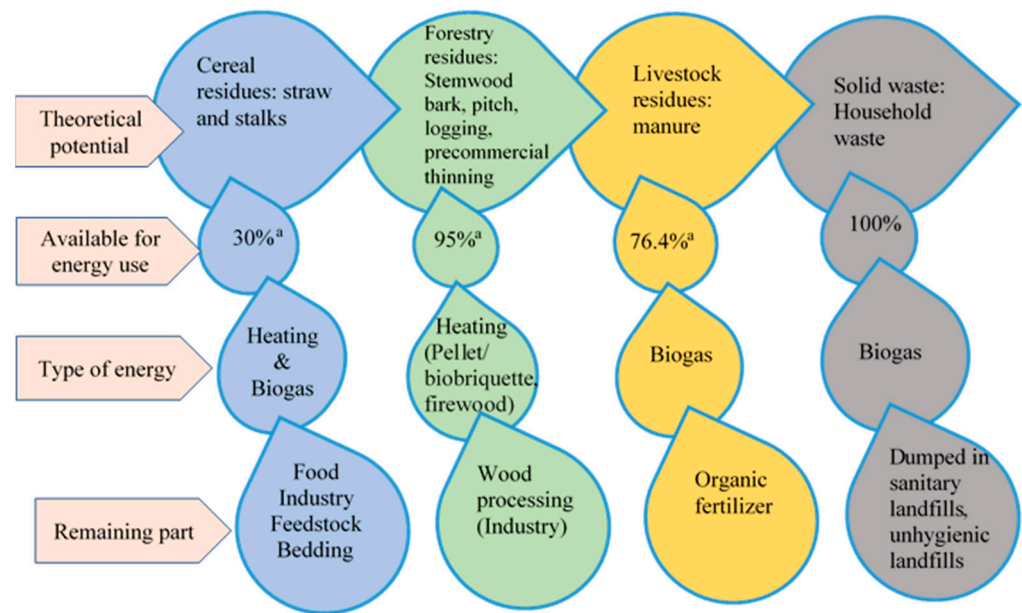 Theoretical
potential
Cereal
residues: straw
and stalks
Forestry
residues:
Stemwood
bark, pitch,
logging,
precommercial
thinning
Livestock
residues:
manure
Solid waste:
Household
waste
Available for
energy use
30%ᵃ
95%ᵃ
76.4%ᵃ
100%
Type of energy
Heating
&
Biogas
Heating
(Pellet/
biobriquette,
firewood)
Biogas
Biogas
Remaining part
Food
Industry
Feedstock
Bedding
Wood
processing
(Industry)
Organic
fertilizer
Dumped in
sanitary
landfills,
unhygienic
landfills